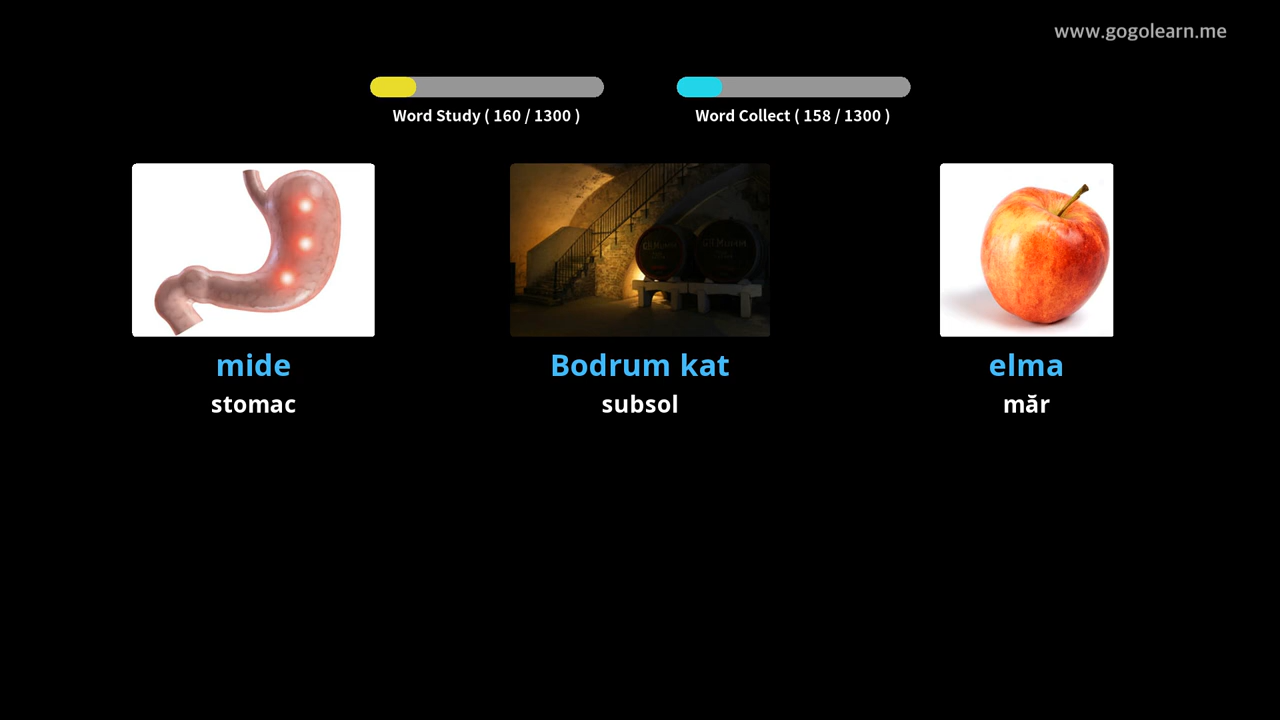 www.gogolearn.me
Word Study ( 160 / 1300 )
Word Collect ( 158 / 1300 )
mide
stomac
Bodrum kat
subsol
elma
măr